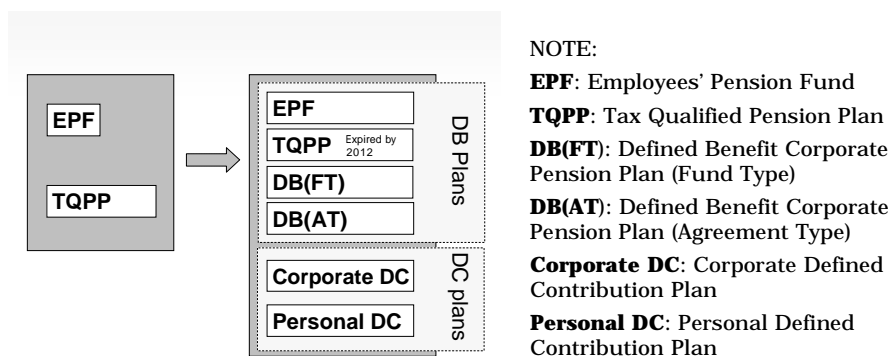 EPF
TQPP
EPF
TQPP Expired by
2012
DB(FT)
DB(AT)
DB Plans
Corporate DC
Personal DC
DC plans
NOTE:
EPF: Employees' Pension Fund
TQPP: Tax Qualified Pension Plan
DB(FT): Defined Benefit Corporate
Pension Plan (Fund Type)
DB(AT): Defined Benefit Corporate
Pension Plan (Agreement Type)
Corporate DC: Corporate Defined
Contribution Plan
Personal DC: Personal Defined
Contribution Plan